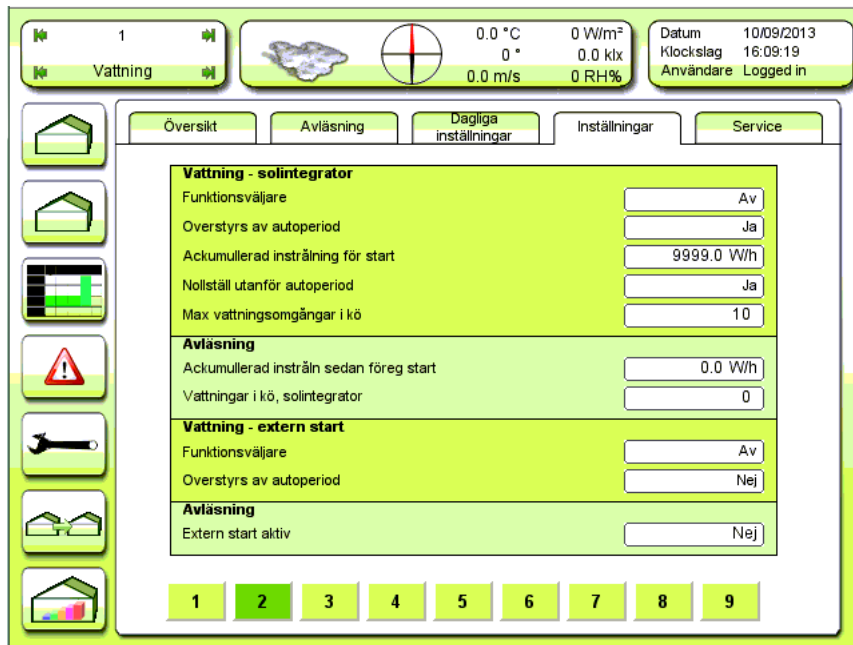 1
Vattning
0.0 °C 0 W/m²
0 ° 0.0 klx
0.0 m/s 0 RH%
Datum 10/09/2013
Klockslag 16:09:19
Användare Logged in
Översikt
Avläsning
Dagliga
inställningar
Inställningar
Service
Vattning - solintegrator
Funktionsväljare Av
Overstyrs av autoperiod Ja
Ackumullerad instrålning för start 9999.0 W/h
Nollställ utanför autoperiod Ja
Max vattningsomgångar i kö 10
Avläsning
Ackumullerad instråln sedan föreg start 0.0 W/h
Vattningar i kö, solintegrator 0
Vattning - extern start
Funktionsväljare Av
Overstyrs av autoperiod Nej
Avläsning
Extern start aktiv Nej
1 2 3 4 5 6 7 8 9